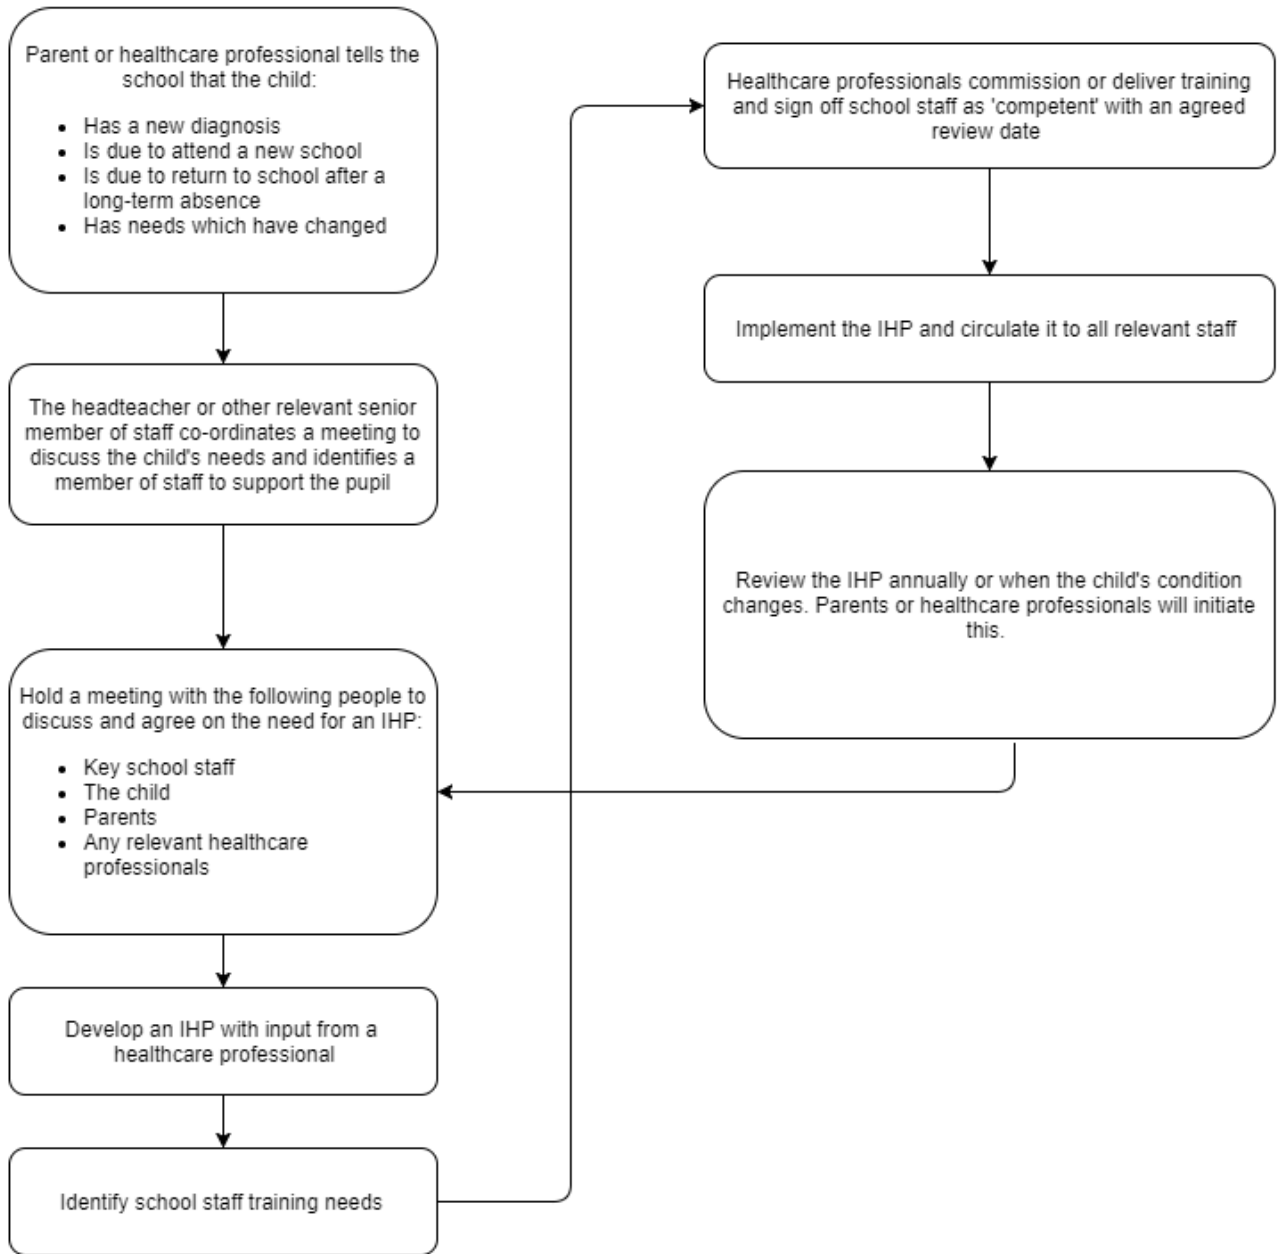 Parent or healthcare professional tells the
school that the child:
• Has a new diagnosis
• Is due to attend a new school
• Is due to return to school after a
long-term absence
• Has needs which have changed
The headteacher or other relevant senior
member of staff co-ordinates a meeting to
discuss the child's needs and identifies a
member of staff to support the pupil
Hold a meeting with the following people to
discuss and agree on the need for an IHP:
• Key school staff
• The child
• Parents
• Any relevant healthcare
professionals
Develop an IHP with input from a
healthcare professional
Identify school staff training needs
Healthcare professionals commission or deliver training
and sign off school staff as 'competent' with an agreed
review date
Implement the IHP and circulate it to all relevant staff
Review the IHP annually or when the child's condition
changes. Parents or healthcare professionals will initiate
this.